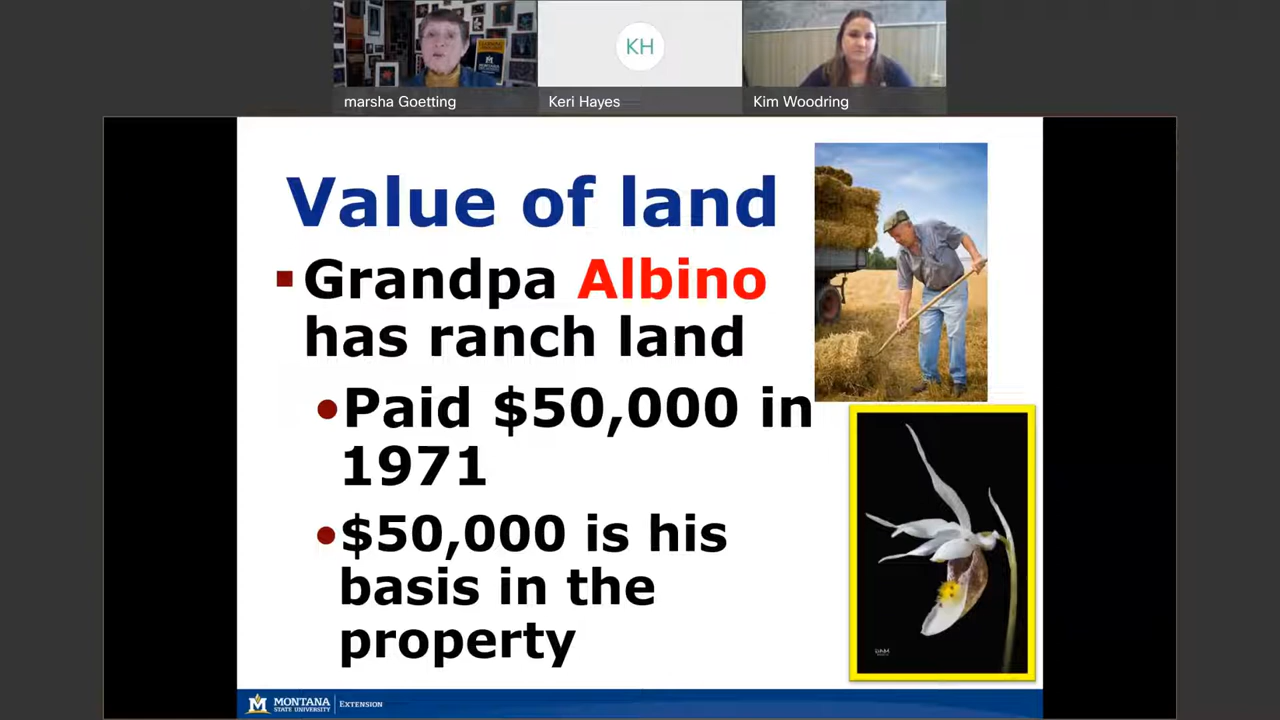 KH
marsha Goetting
Keri Hayes
Kim Woodring
MONTANA
Value of land
Grandpa Albino
has ranch land
Paid $50,000 in
1971
$50,000 is his
basis in the
property
MONTANA
STATE UNIVERSITY
EXTENSION